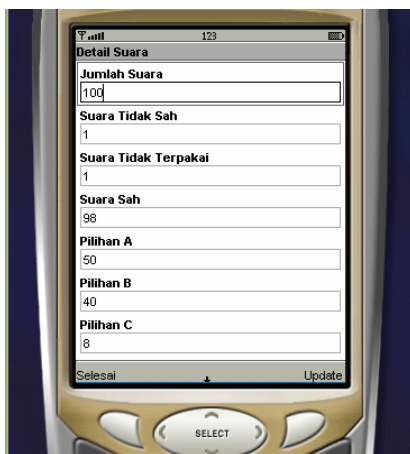 123
Detail Suara
Jumlah Suara
100
Suara Tidak Sah
1
Suara Tidak Terpakai
1
Suara Sah
98
Pilihan A
50
Pilihan B
40
Pilihan C
8
Selesai Update
SELECT